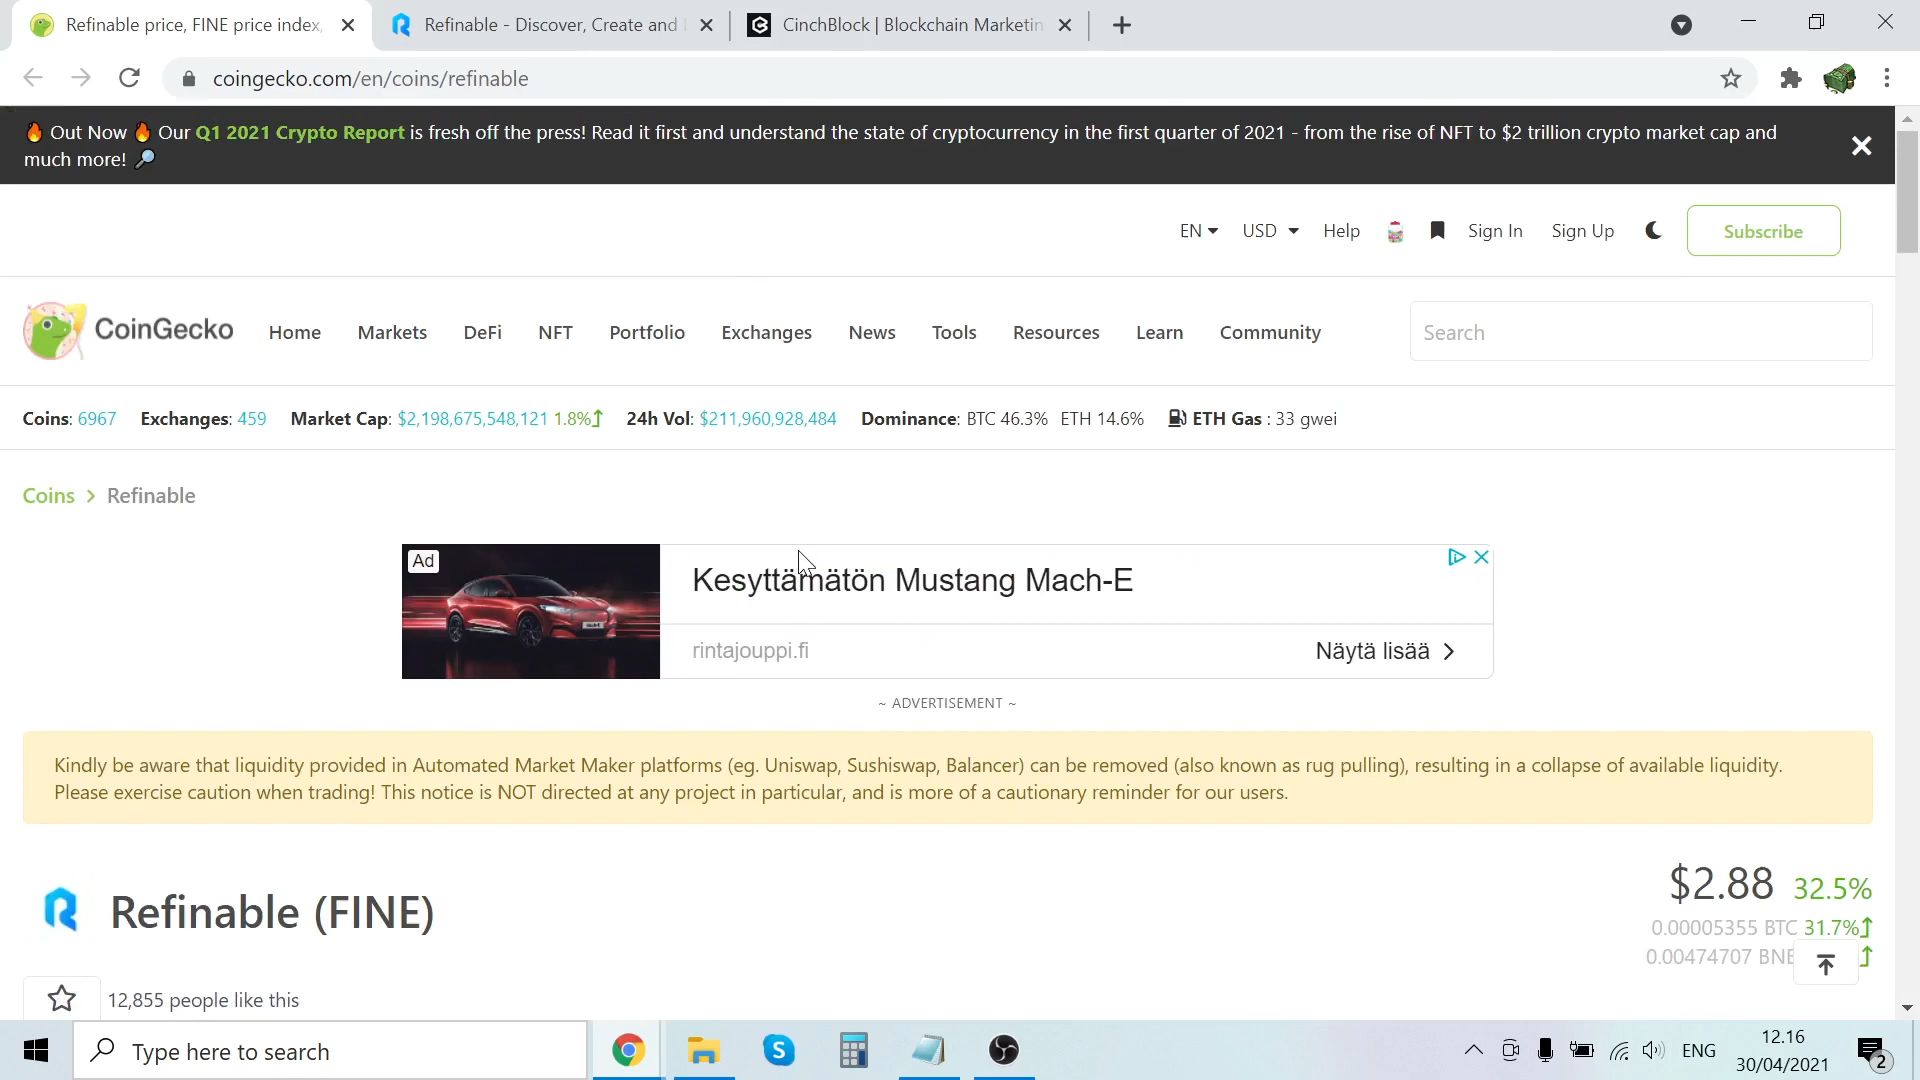 Refinable price, FINE price index,
Refinable - Discover, Create and
CinchBlock | Blockchain Marketin
coingecko.com/en/coins/refinable
Out Now Our Q1 2021 Crypto Report is fresh off the press! Read it first and understand the state of cryptocurrency in the first quarter of 2021 - from the rise of NFT to $2 trillion crypto market cap and
much more!
EN USD Help Sign In Sign Up Subscribe
CoinGecko Home Markets DeFi NFT Portfolio Exchanges News Tools Resources Learn Community Search
Coins: 6967 Exchanges: 459 Market Cap: $2,198,675,548,121 1.8% 24h Vol: $211,960,928,484 Dominance: BTC 46.3% ETH 14.6% ETH Gas : 33 gwei
Coins > Refinable
Ad
Kesyttämätön Mustang Mach-E
rintajouppi.fi Näytä lisää >
~ ADVERTISEMENT ~
Kindly be aware that liquidity provided in Automated Market Maker platforms (eg. Uniswap, Sushiswap, Balancer) can be removed (also known as rug pulling), resulting in a collapse of available liquidity.
Please exercise caution when trading! This notice is NOT directed at any project in particular, and is more of a cautionary reminder for our users.
Refinable (FINE)
$2.88 32.5%
0.00005355 BTC 31.7%
0.00474707 BNB
12,855 people like this
Type here to search
ENG
12.16
30/04/2021
2